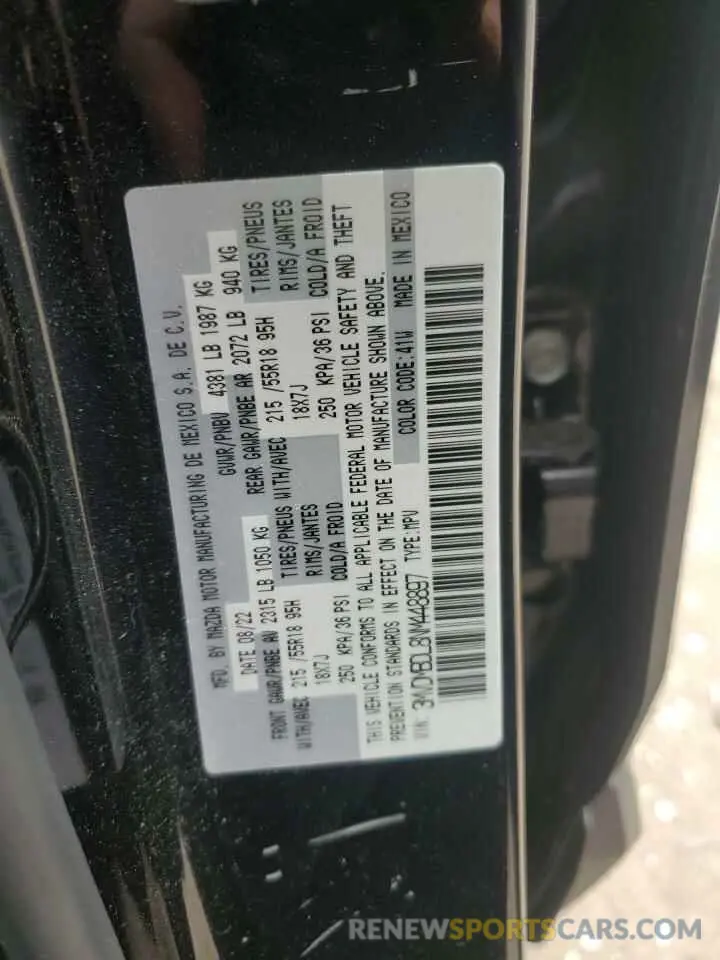 MFD. BY MAZDA MOTOR MANUFACTURING DE MEXICO S.A. DE C.V.
DATE 08/22 GVWR/PNBV 4381 LB 1987 KG
FRONT GAWR/PNBE AV 2315 LB 1050 KG REAR GAWR/PNBE AR 2072 LB 940 KG
WITH/AVEC 215 /55R18 95H TIRES/PNEUS WITH/AVEC 215 /55R18 95H TIRES/PNEUS
18X7J RIMS/JANTES 18X7J RIMS/JANTES
250 KPA/36 PSI COLD/A FROID 250 KPA/36 PSI COLD/A FROID
THIS VEHICLE CONFORMS TO ALL APPLICABLE FEDERAL MOTOR VEHICLE SAFETY AND THEFT
PREVENTION STANDARDS IN EFFECT ON THE DATE OF MANUFACTURE SHOWN ABOVE.
VIN: 3MVDMBCL8NM448897 TYPE:MPV COLOR CODE:41W MADE IN MEXICO
REVIEWSPORTSCARS.COM